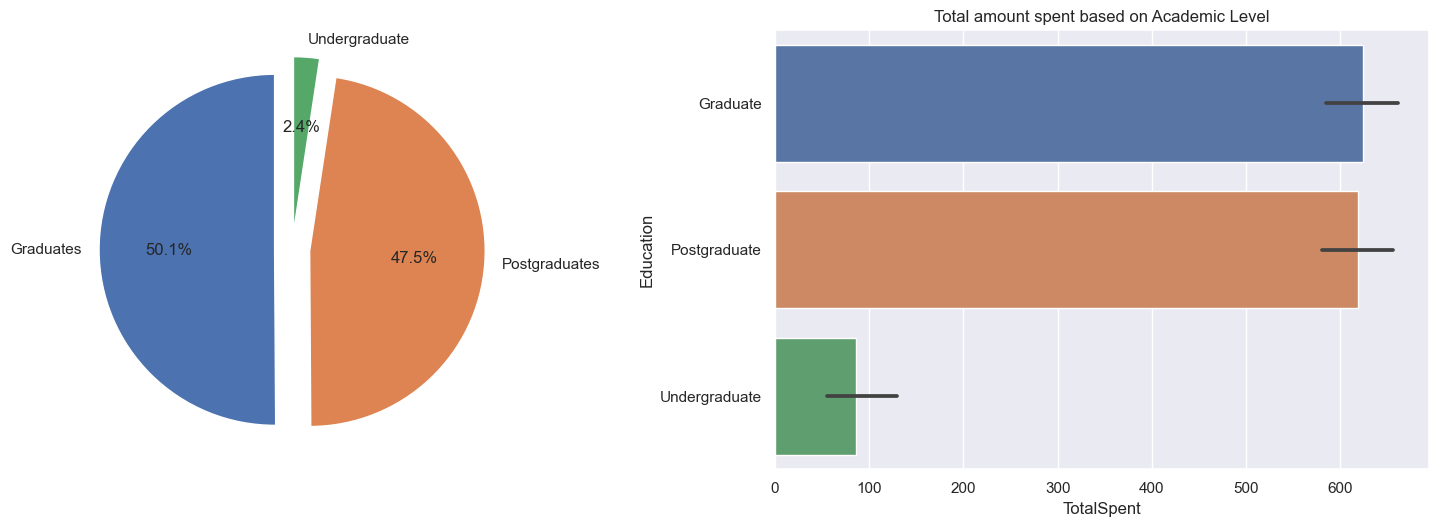 Undergraduate
2.4%
Graduates
50.1%
47.5%
Postgraduates
Total amount spent based on Academic Level
Education
Graduate
Postgraduate
Undergraduate
0 100 200 300 400 500 600
TotalSpent